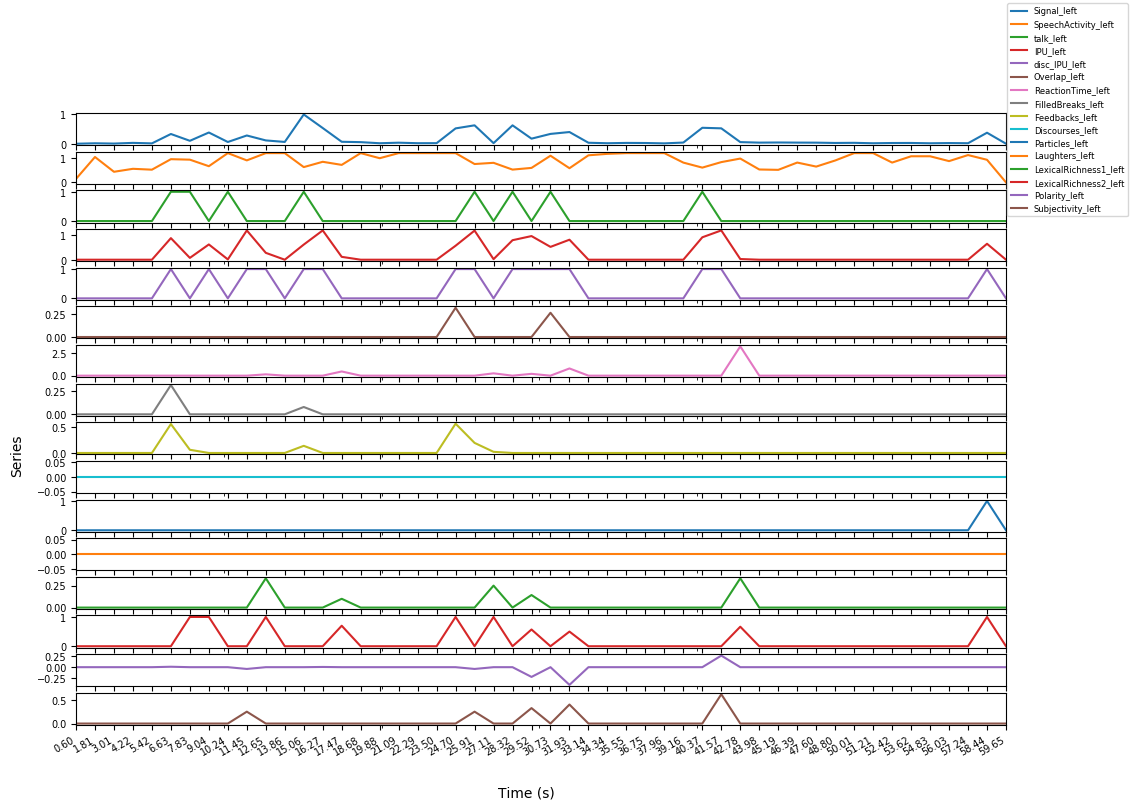 Signal_left
SpeechActivity_left
talk_left
IPU_left
disc_IPU_left
Overlap_left
ReactionTime_left
FilledBreaks_left
Feedbacks_left
Discourses_left
Particles_left
Laughters_left
LexicalRichness1_left
LexicalRichness2_left
Polarity_left
Subjectivity_left
1
0
1
0
1
0
1
0
1
0
0.25
0.00
2.5
0.0
0.25
0.00
0.5
0.0
0.05
0.00
−0.05
1
0
0.05
0.00
−0.05
0.25
0.00
1
0
0.25
0.00
−0.25
0.5
0.0
Series
0.60 1.81 3.01 4.22 5.42 6.63 7.83 9.04 10.24 11.45 12.65 13.86 15.06 16.27 17.47 18.68 19.88 21.09 22.29 23.50 24.70 25.91 27.11 28.32 29.52 30.73 31.93 33.14 34.34 35.55 36.75 37.96 39.16 40.37 41.57 42.78 43.98 45.19 46.39 47.60 48.80 50.01 51.21 52.42 53.62 54.83 56.03 57.24 58.44 59.65
Time (s)